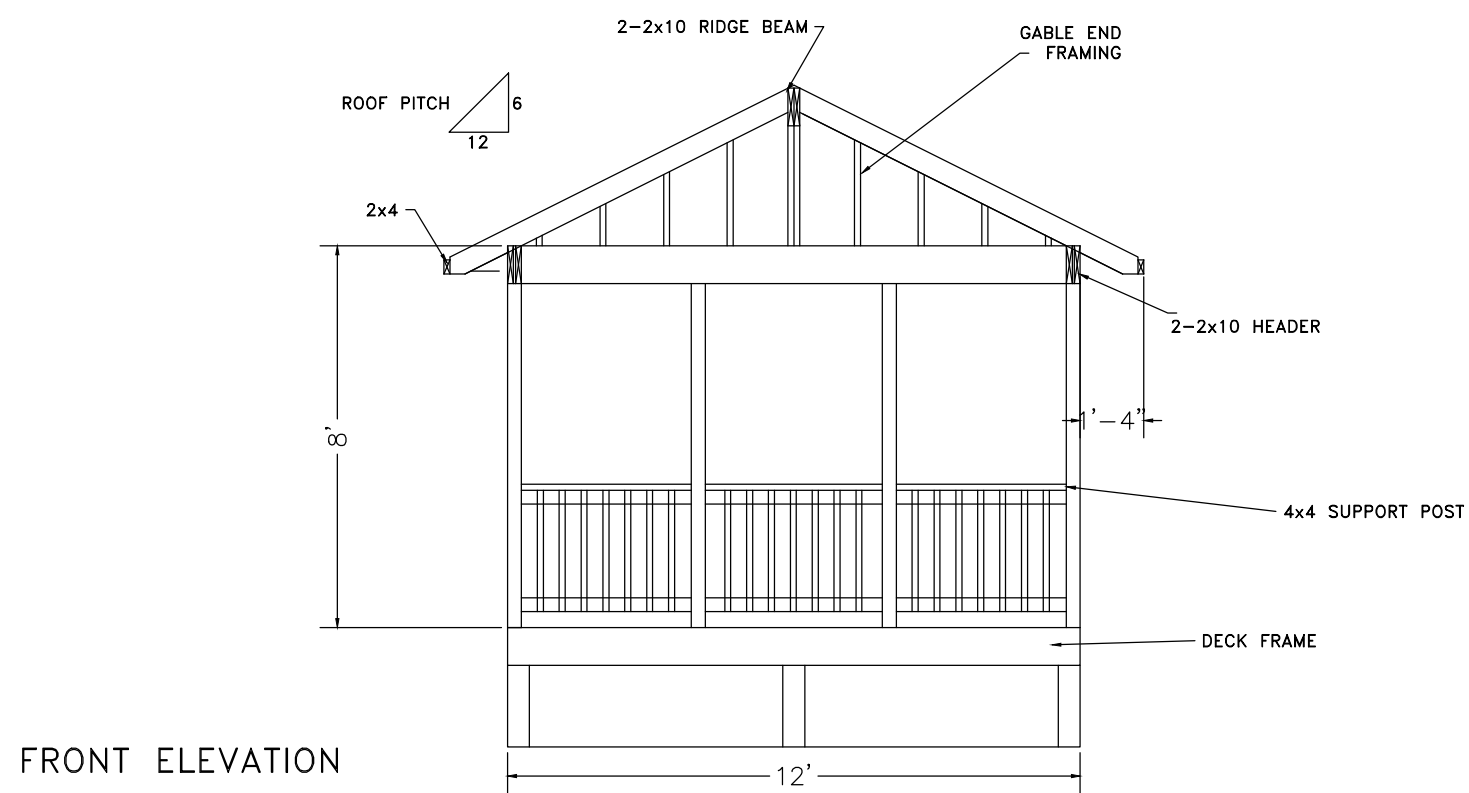 2-2x10 RIDGE BEAM
GABLE END
FRAMING
ROOF PITCH
6
12
2x4
2-2x10 HEADER
1'-4"
8'
4x4 SUPPORT POST
DECK FRAME
FRONT ELEVATION
12'